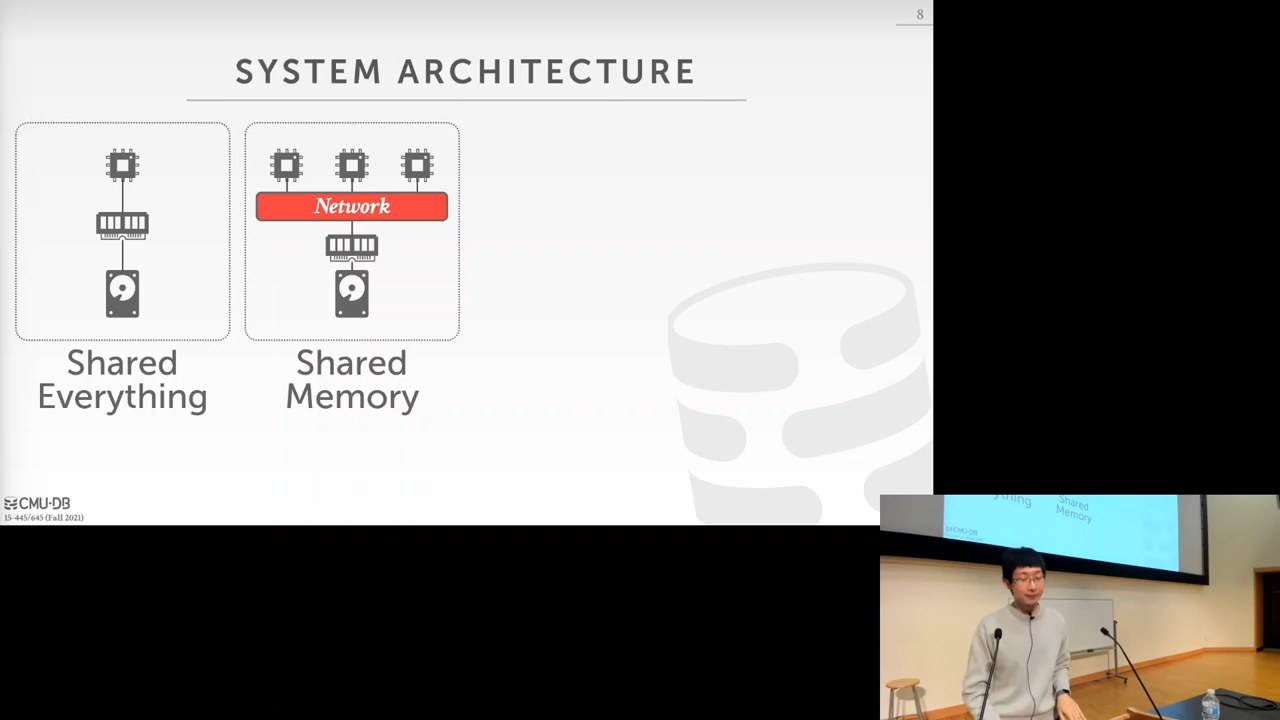 8
SYSTEM ARCHITECTURE
Network
Shared
Everything
Shared
Memory
CMU·DB
15-445/645 (Fall 2021)
Shared
Memory